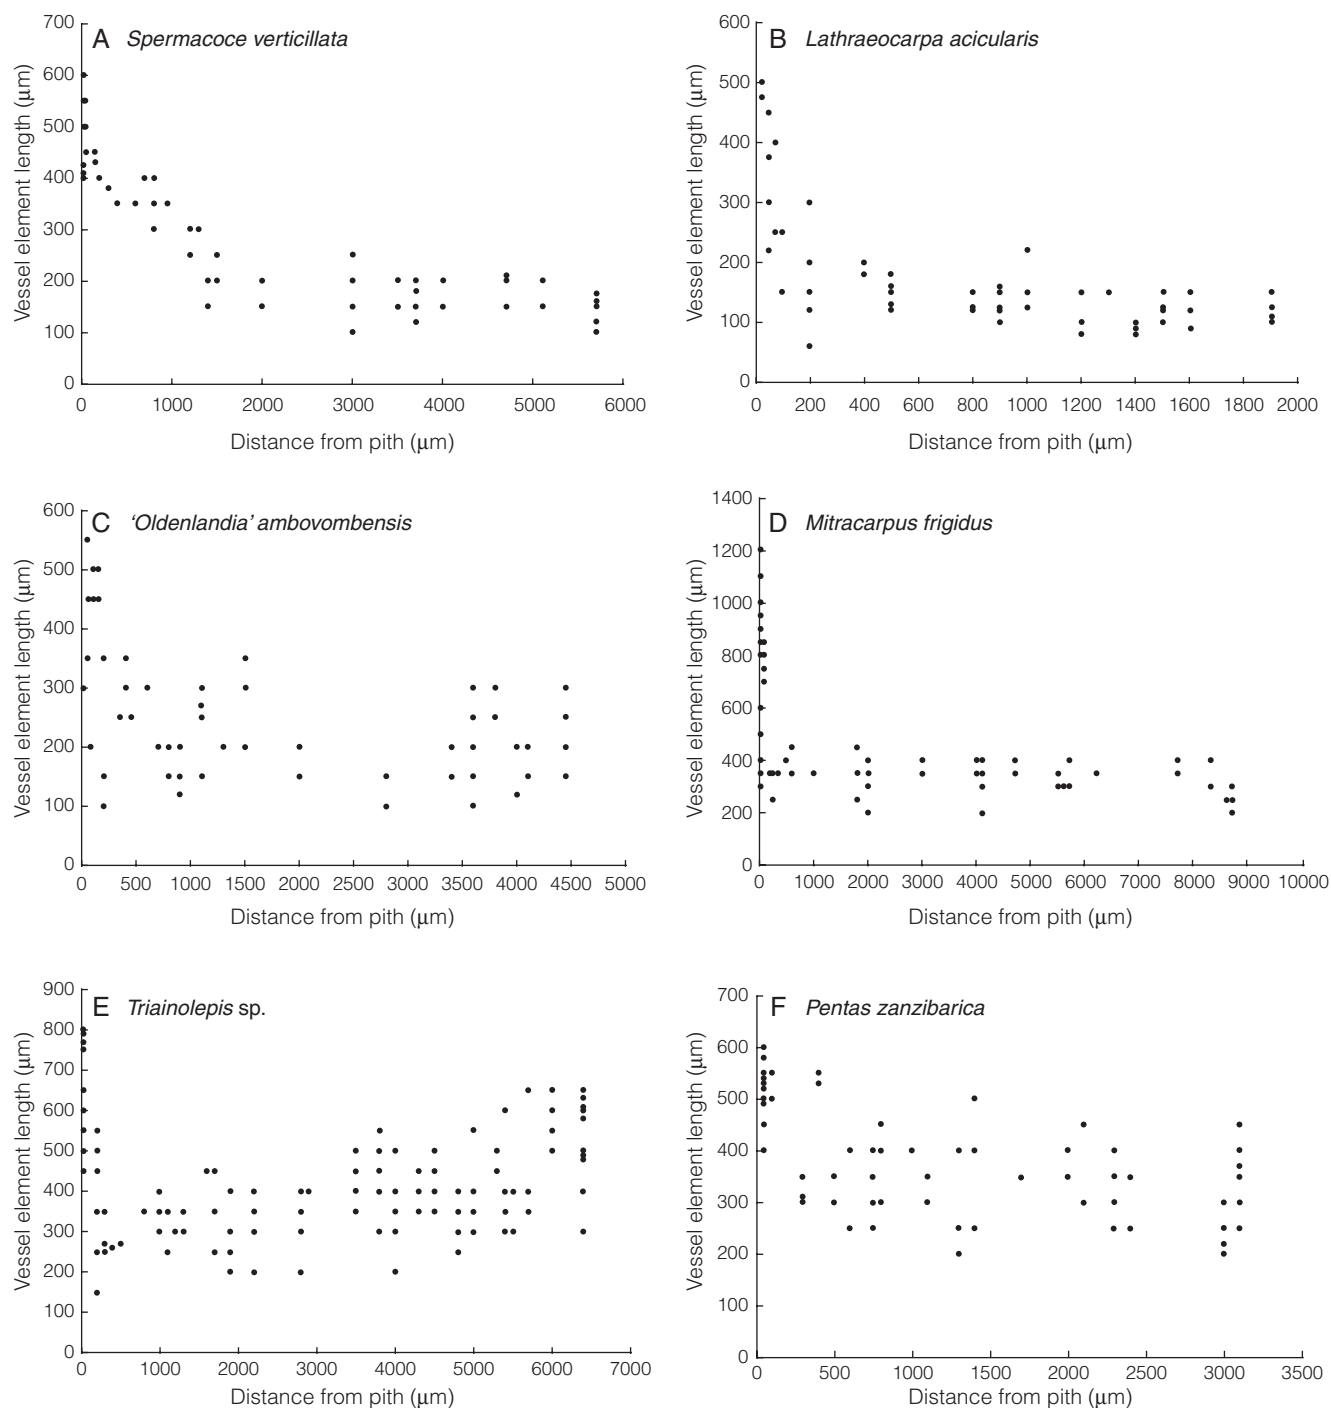 A Spermacoce verticillata
Vessel element length (μm)
700
600
500
400
300
200
100
0
0 1000 2000 3000 4000 5000 6000
Distance from pith (μm)
B Lathraeocarpa acicularis
Vessel element length (μm)
600
500
400
300
200
100
0
0 200 400 600 800 1000 1200 1400 1600 1800 2000
Distance from pith (μm)
C 'Oldenlandia' ambovombensis
Vessel element length (μm)
600
500
400
300
200
100
0
0 500 1000 1500 2000 2500 3000 3500 4000 4500 5000
Distance from pith (μm)
D Mitracarpus frigidus
Vessel element length (μm)
1400
1200
1000
800
600
400
200
0
0 1000 2000 3000 4000 5000 6000 7000 8000 9000 10000
Distance from pith (μm)
E Triainolepis sp.
Vessel element length (μm)
900
800
700
600
500
400
300
200
100
0
1000 2000 3000 4000 5000 6000 7000
Distance from pith (μm)
F Pentas zanzibarica
Vessel element length (μm)
700
600
500
400
300
200
100
0
0 500 1000 1500 2000 2500 3000 3500
Distance from pith (μm)